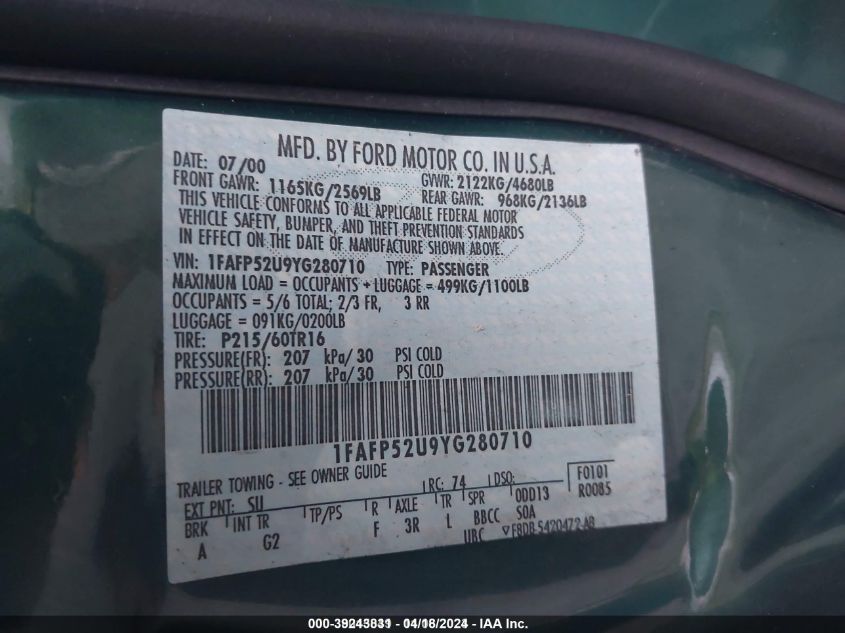 MFD. BY FORD MOTOR CO. IN U.S.A.
DATE: 07/00 GVWR: 2122KG/4680LB
FRONT GAWR: 1165KG/2569LB REAR GAWR: 968KG/2136LB
THIS VEHICLE CONFORMS TO ALL APPLICABLE FEDERAL MOTOR
VEHICLE SAFETY, BUMPER, AND THEFT PREVENTION STANDARDS
IN EFFECT ON THE DATE OF MANUFACTURE SHOWN ABOVE.
VIN: 1FAFP52U9YG280710 TYPE: PASSENGER
MAXIMUM LOAD = OCCUPANTS + LUGGAGE = 499KG/1100LB
OCCUPANTS = 5/6 TOTAL; 2/3 FR, 3 RR
LUGGAGE = 091KG/0200LB
TIRE: P215/60TR16
PRESSURE(FR): 207 kPa/30 PSI COLD
PRESSURE(RR): 207 kPa/30 PSI COLD
1FAFP52U9YG280710
TRAILER TOWING - SEE OWNER GUIDE
EXT PNT: SU RC: 74 DSO: F0101
BRK INT TR TP/PS R AXLE TR SPR ODD13 R0085
A G2 F 3R L BBCC SOA
UBC F8DB-5420472-AB
04/18/2024 - IAA Inc.